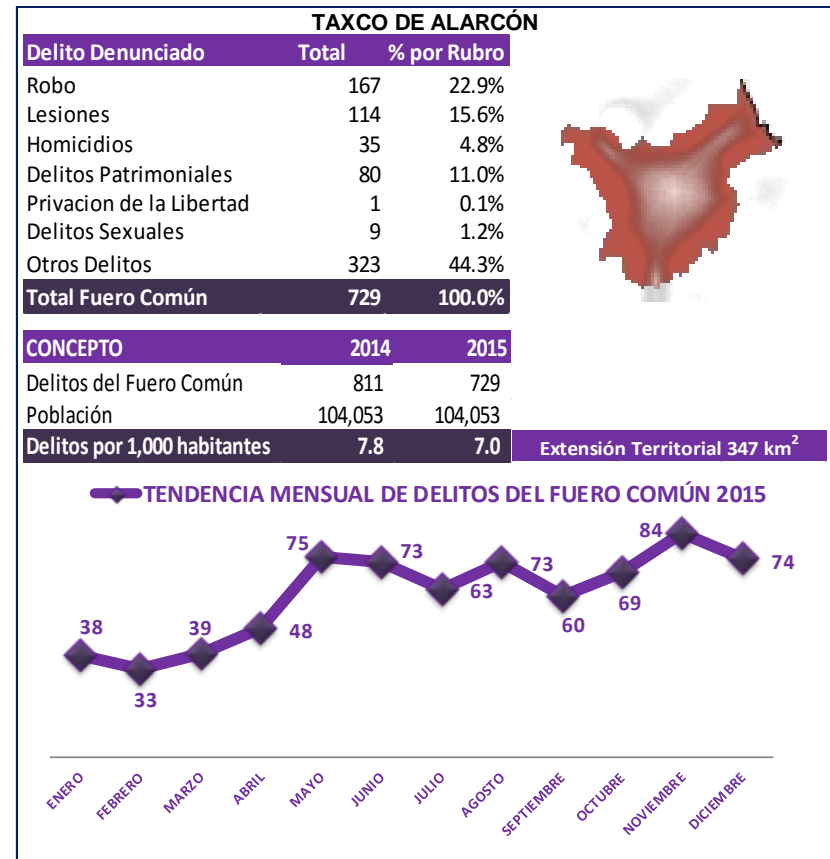 TAXCO DE ALARCÓN
Delito Denunciado Total % por Rubro
Robo 167 22.9%
Lesiones 114 15.6%
Homicidios 35 4.8%
Delitos Patrimoniales 80 11.0%
Privacion de la Libertad 1 0.1%
Delitos Sexuales 9 1.2%
Otros Delitos 323 44.3%
Total Fuero Común 729 100.0%
CONCEPTO 2014 2015
Delitos del Fuero Común 811 729
Población 104,053 104,053
Delitos por 1,000 habitantes 7.8 7.0
Extensión Territorial 347 km²
TENDENCIA MENSUAL DE DELITOS DEL FUERO COMÚN 2015
38 33 39 48 75 73 63 73 60 69 84 74
ENERO FEBRERO MARZO ABRIL MAYO JUNIO JULIO AGOSTO SEPTIEMBRE OCTUBRE NOVIEMBRE DICIEMBRE